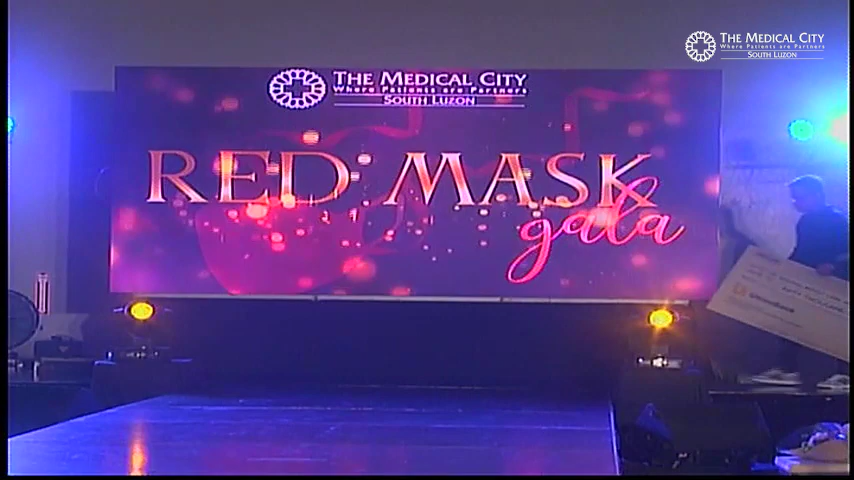 THE MEDICAL CITY
Where Patients are Partners
SOUTH LUZON
THE MEDICAL CITY
Where Patients are Partners
SOUTH LUZON
RED MASK
gala
UnionBank